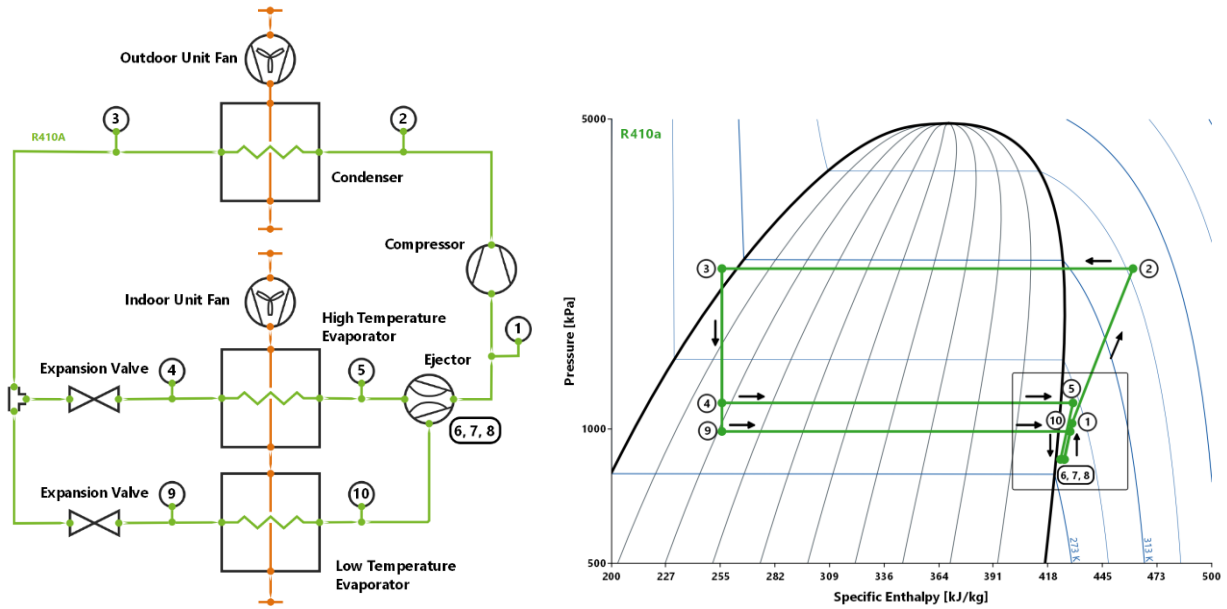 Outdoor Unit Fan
3
2
R410A
Condenser
Compressor
Indoor Unit Fan
High Temperature
Evaporator
1
Ejector
Expansion Valve
4
5
6, 7, 8
Expansion Valve
9
10
Low Temperature
Evaporator
5000
R410a
3
2
Pressure [kPa]
4
5
1000
9
10
1
6, 7, 8
273 K
313 K
500
200
227
255
282
309
336
364
391
418
445
473
500
Specific Enthalpy [kJ/kg]